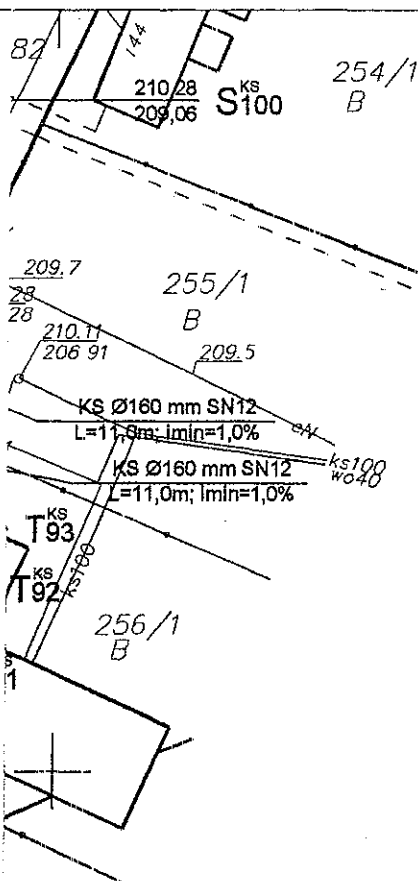 82
144
210 28
209,06
S100
KS
254/1
B
209.7
28
28
255/1
B
210.11
206 91
209.5
eN
KS Ø160 mm SN12
L=11,0m; imin=1,0%
ks100
wo40
KS Ø160 mm SN12
L=11,0m; imin=1,0%
T93
KS
ks100
T92
KS
256/1
B
1